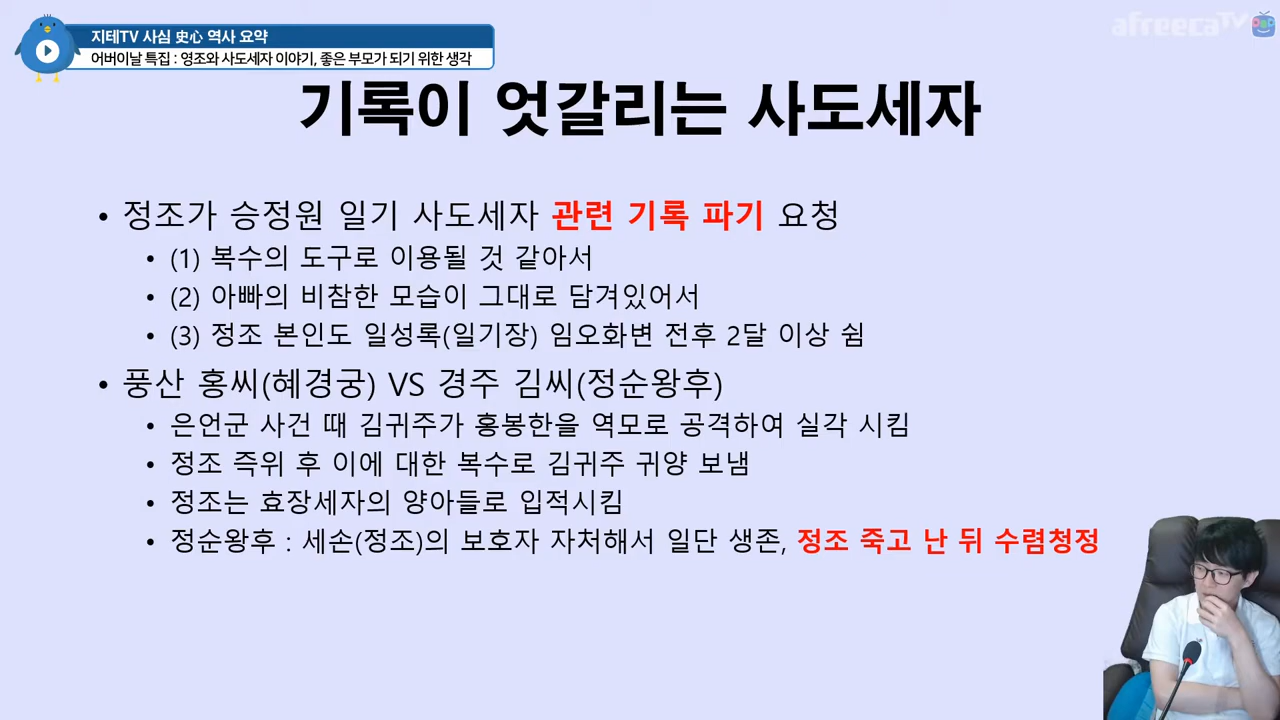 지테TV 사심 史心 역사 요약
어버이날 특집 : 영조와 사도세자 이야기, 좋은 부모가 되기 위한 생각
afreecaTV
기록이 엇갈리는 사도세자
• 정조가 승정원 일기 사도세자 관련 기록 파기 요청
• (1) 복수의 도구로 이용될 것 같아서
• (2) 아빠의 비참한 모습이 그대로 담겨있어서
• (3) 정조 본인도 일성록(일기장) 임오화변 전후 2달 이상 쉼
• 풍산 홍씨(혜경궁) VS 경주 김씨(정순왕후)
• 은언군 사건 때 김귀주가 홍봉한을 역모로 공격하여 실각 시킴
• 정조 즉위 후 이에 대한 복수로 김귀주 귀양 보냄
• 정조는 효장세자의 양아들로 입적시킴
• 정순왕후 : 세손(정조)의 보호자 자처해서 일단 생존, 정조 죽고 난 뒤 수렴청정